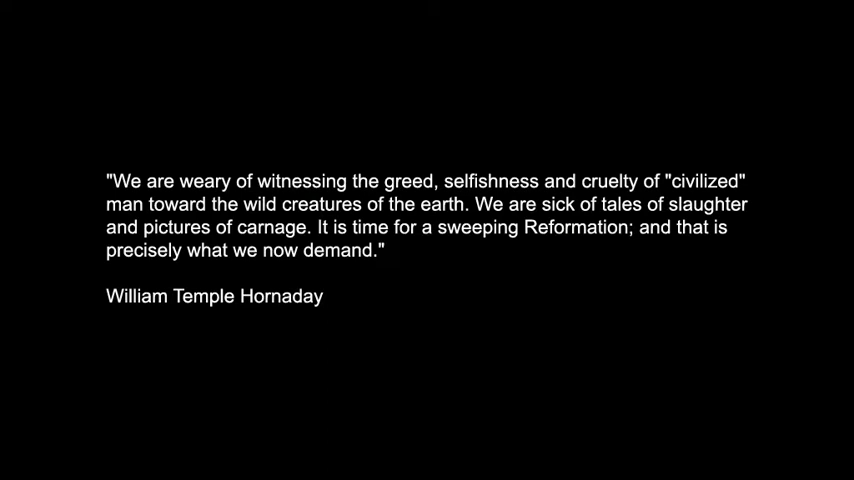 "We are weary of witnessing the greed, selfishness and cruelty of "civilized"
man toward the wild creatures of the earth. We are sick of tales of slaughter
and pictures of carnage. It is time for a sweeping Reformation; and that is
precisely what we now demand."
William Temple Hornaday